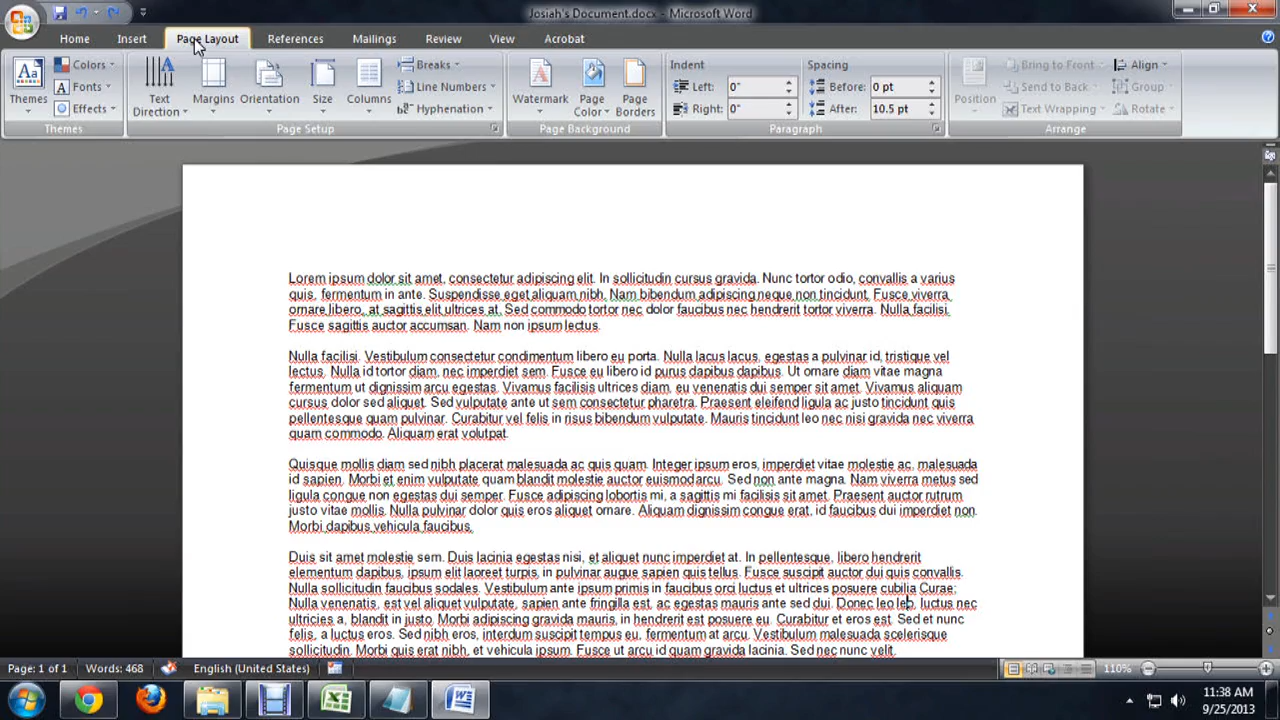 Josiah's Document.docx - Microsoft Word
Home Insert Page Layout References Mailings Review View Acrobat
Themes
Colors
Fonts
Effects
Themes
Text Direction
Margins
Orientation
Size
Columns
Breaks
Line Numbers
Hyphenation
Page Setup
Watermark
Page Color
Page Borders
Page Background
Indent
Left: 0"
Right: 0"
Spacing
Before: 0 pt
After: 10.5 pt
Paragraph
Position
Bring to Front
Send to Back
Text Wrapping
Align
Group
Rotate
Arrange
Lorem ipsum dolor sit amet, consectetur adipiscing elit. In sollicitudin cursus gravida. Nunc tortor odio, convallis a varius
quis, fermentum in ante. Suspendisse eget aliquam nibh. Nam bibendum adipiscing neque non tincidunt. Fusce viverra
ornare libero, at sagittis elit ultrices at. Sed commodo tortor nec dolor faucibus nec hendrerit tortor viverra. Nulla facilisi.
Fusce sagittis auctor accumsan. Nam non ipsum lectus.
Nulla facilisi. Vestibulum consectetur condimentum libero eu porta. Nulla lacus lacus, egestas a pulvinar id, tristique vel
lectus. Nulla id tortor diam, nec imperdiet sem. Fusce eu libero id purus dapibus dapibus. Ut ornare diam vitae magna
fermentum ut dignissim arcu egestas. Vivamus facilisis ultrices diam, eu venenatis dui semper sit amet. Vivamus aliquam
cursus dolor sed aliquet. Sed vulputate ante ut sem consectetur pharetra. Praesent eleifend ligula ac justo tincidunt quis
pellentesque quam pulvinar. Curabitur vel felis in risus bibendum vulputate. Mauris tincidunt leo nec nisi gravida nec viverra
quam commodo. Aliquam erat volutpat.
Quisque mollis diam sed nibh placerat malesuada ac quis quam. Integer ipsum eros, imperdiet vitae molestie ac, malesuada
id sapien. Morbi et enim vulputate quam blandit molestie auctor euismod arcu. Sed non ante magna. Nam viverra metus sed
ligula congue non egestas dui semper. Fusce adipiscing lobortis mi, a sagittis mi facilisis sit amet. Praesent auctor rutrum
justo vitae mollis. Nulla pulvinar dolor quis eros aliquet ornare. Aliquam dignissim congue erat, id faucibus dui imperdiet non.
Morbi dapibus vehicula faucibus.
Duis sit amet molestie sem. Duis lacinia egestas nisi, et aliquet nunc imperdiet at. In pellentesque, libero hendrerit
elementum dapibus, ipsum elit laoreet turpis, in pulvinar augue sapien quis tellus. Fusce suscipit auctor dui quis convallis.
Nulla sollicitudin faucibus sodales. Vestibulum ante ipsum primis in faucibus orci luctus et ultrices posuere cubilia Curae;
Nulla venenatis, est vel aliquet vulputate, sapien ante fringilla est, ac egestas mauris ante sed dui. Donec leo leo, luctus nec
ultricies a, blandit in justo. Morbi adipiscing gravida mauris, in hendrerit est posuere eu. Curabitur et eros est. Sed et nunc
felis, a luctus eros. Sed nibh eros, interdum suscipit tempus eu, fermentum at arcu. Vestibulum malesuada scelerisque
sollicitudin. Morbi quis erat nibh, et vehicula ipsum. Fusce ut arcu id quam gravida lacinia. Sed nec nunc velit.
Page: 1 of 1 Words: 468 English (United States) 110%
11:38 AM
9/25/2013